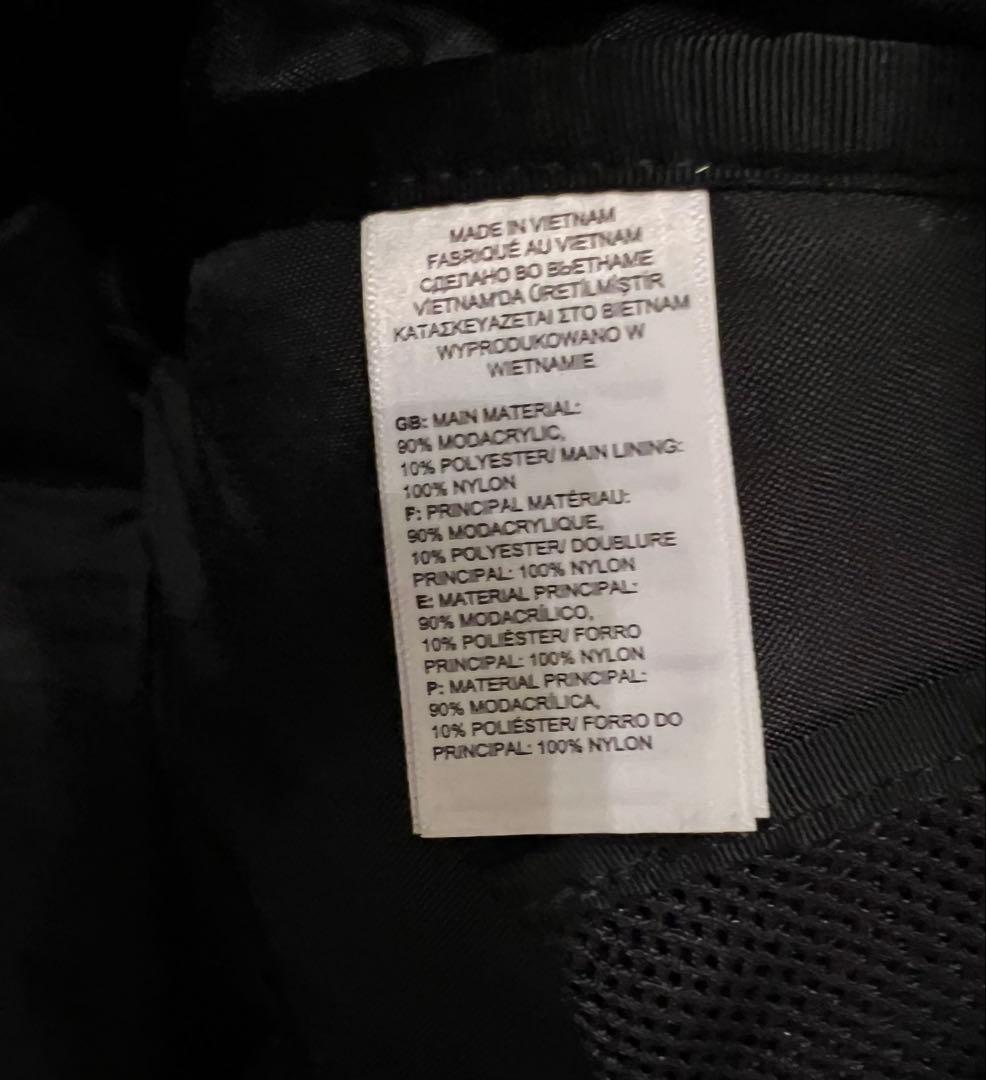 MADE IN VIETNAM
FABRIQUÉ AU VIETNAM
СДЕЛАНО ВО ВЬЕТНАМЕ
VİETNAM'DA ÜRETİLMİŞTİR
ΚΑΤΑΣΚΕΥΑΖΕΤΑΙ ΣΤΟ ΒΙΕΤΝΑΜ
WYPRODUKOWANO W
WIETNAMIE
GB: MAIN MATERIAL:
90% MODACRYLIC,
10% POLYESTER/ MAIN LINING:
100% NYLON
F: PRINCIPAL MATÉRIAU:
90% MODACRYLIQUE,
10% POLYESTER/ DOUBLURE
PRINCIPAL: 100% NYLON
E: MATERIAL PRINCIPAL:
90% MODACRÍLICO,
10% POLIÉSTER/ FORRO
PRINCIPAL: 100% NYLON
P: MATERIAL PRINCIPAL:
90% MODACRÍLICA,
10% POLIÉSTER/ FORRO DO
PRINCIPAL: 100% NYLON